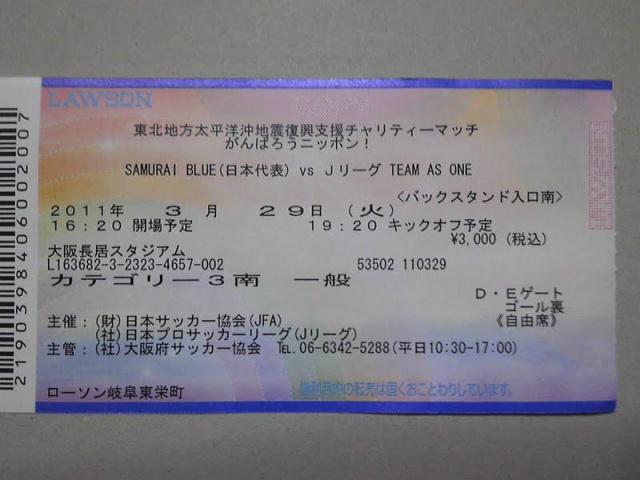 LAWSON
東北地方太平洋沖地震復興支援チャリティーマッチ
がんばろうニッポン！
SAMURAI BLUE(日本代表) vs Jリーグ TEAM AS ONE
<バックスタンド入口南>
2011年 3月 29日 (火)
16:20 開場予定 19:20 キックオフ予定
¥3,000 (税込)
大阪長居スタジアム
L163682-3-2323-4657-002 53502 110329
カテゴリー3南 一般
D・Eゲート
ゴール裏
《自由席》
主催：(財)日本サッカー協会(JFA)
(社)日本プロサッカーリーグ(Jリーグ)
主管：(社)大阪府サッカー協会 TEL.06-6342-5288(平日10:30-17:00)
ローソン岐阜東栄町
営利目的の転売は固くおことわりしています。
2190398406002007